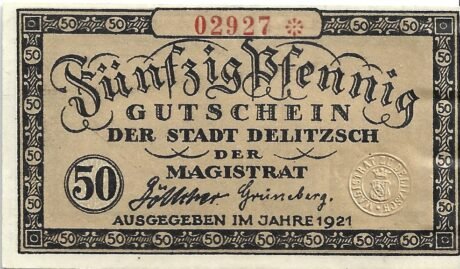 02927
Fünfzig Pfennig
GUTSCHEIN
DER STADT DELITZSCH
DER
MAGISTRAT
50
Grüneberg.
AUSGEGEBEN IM JAHRE 1921